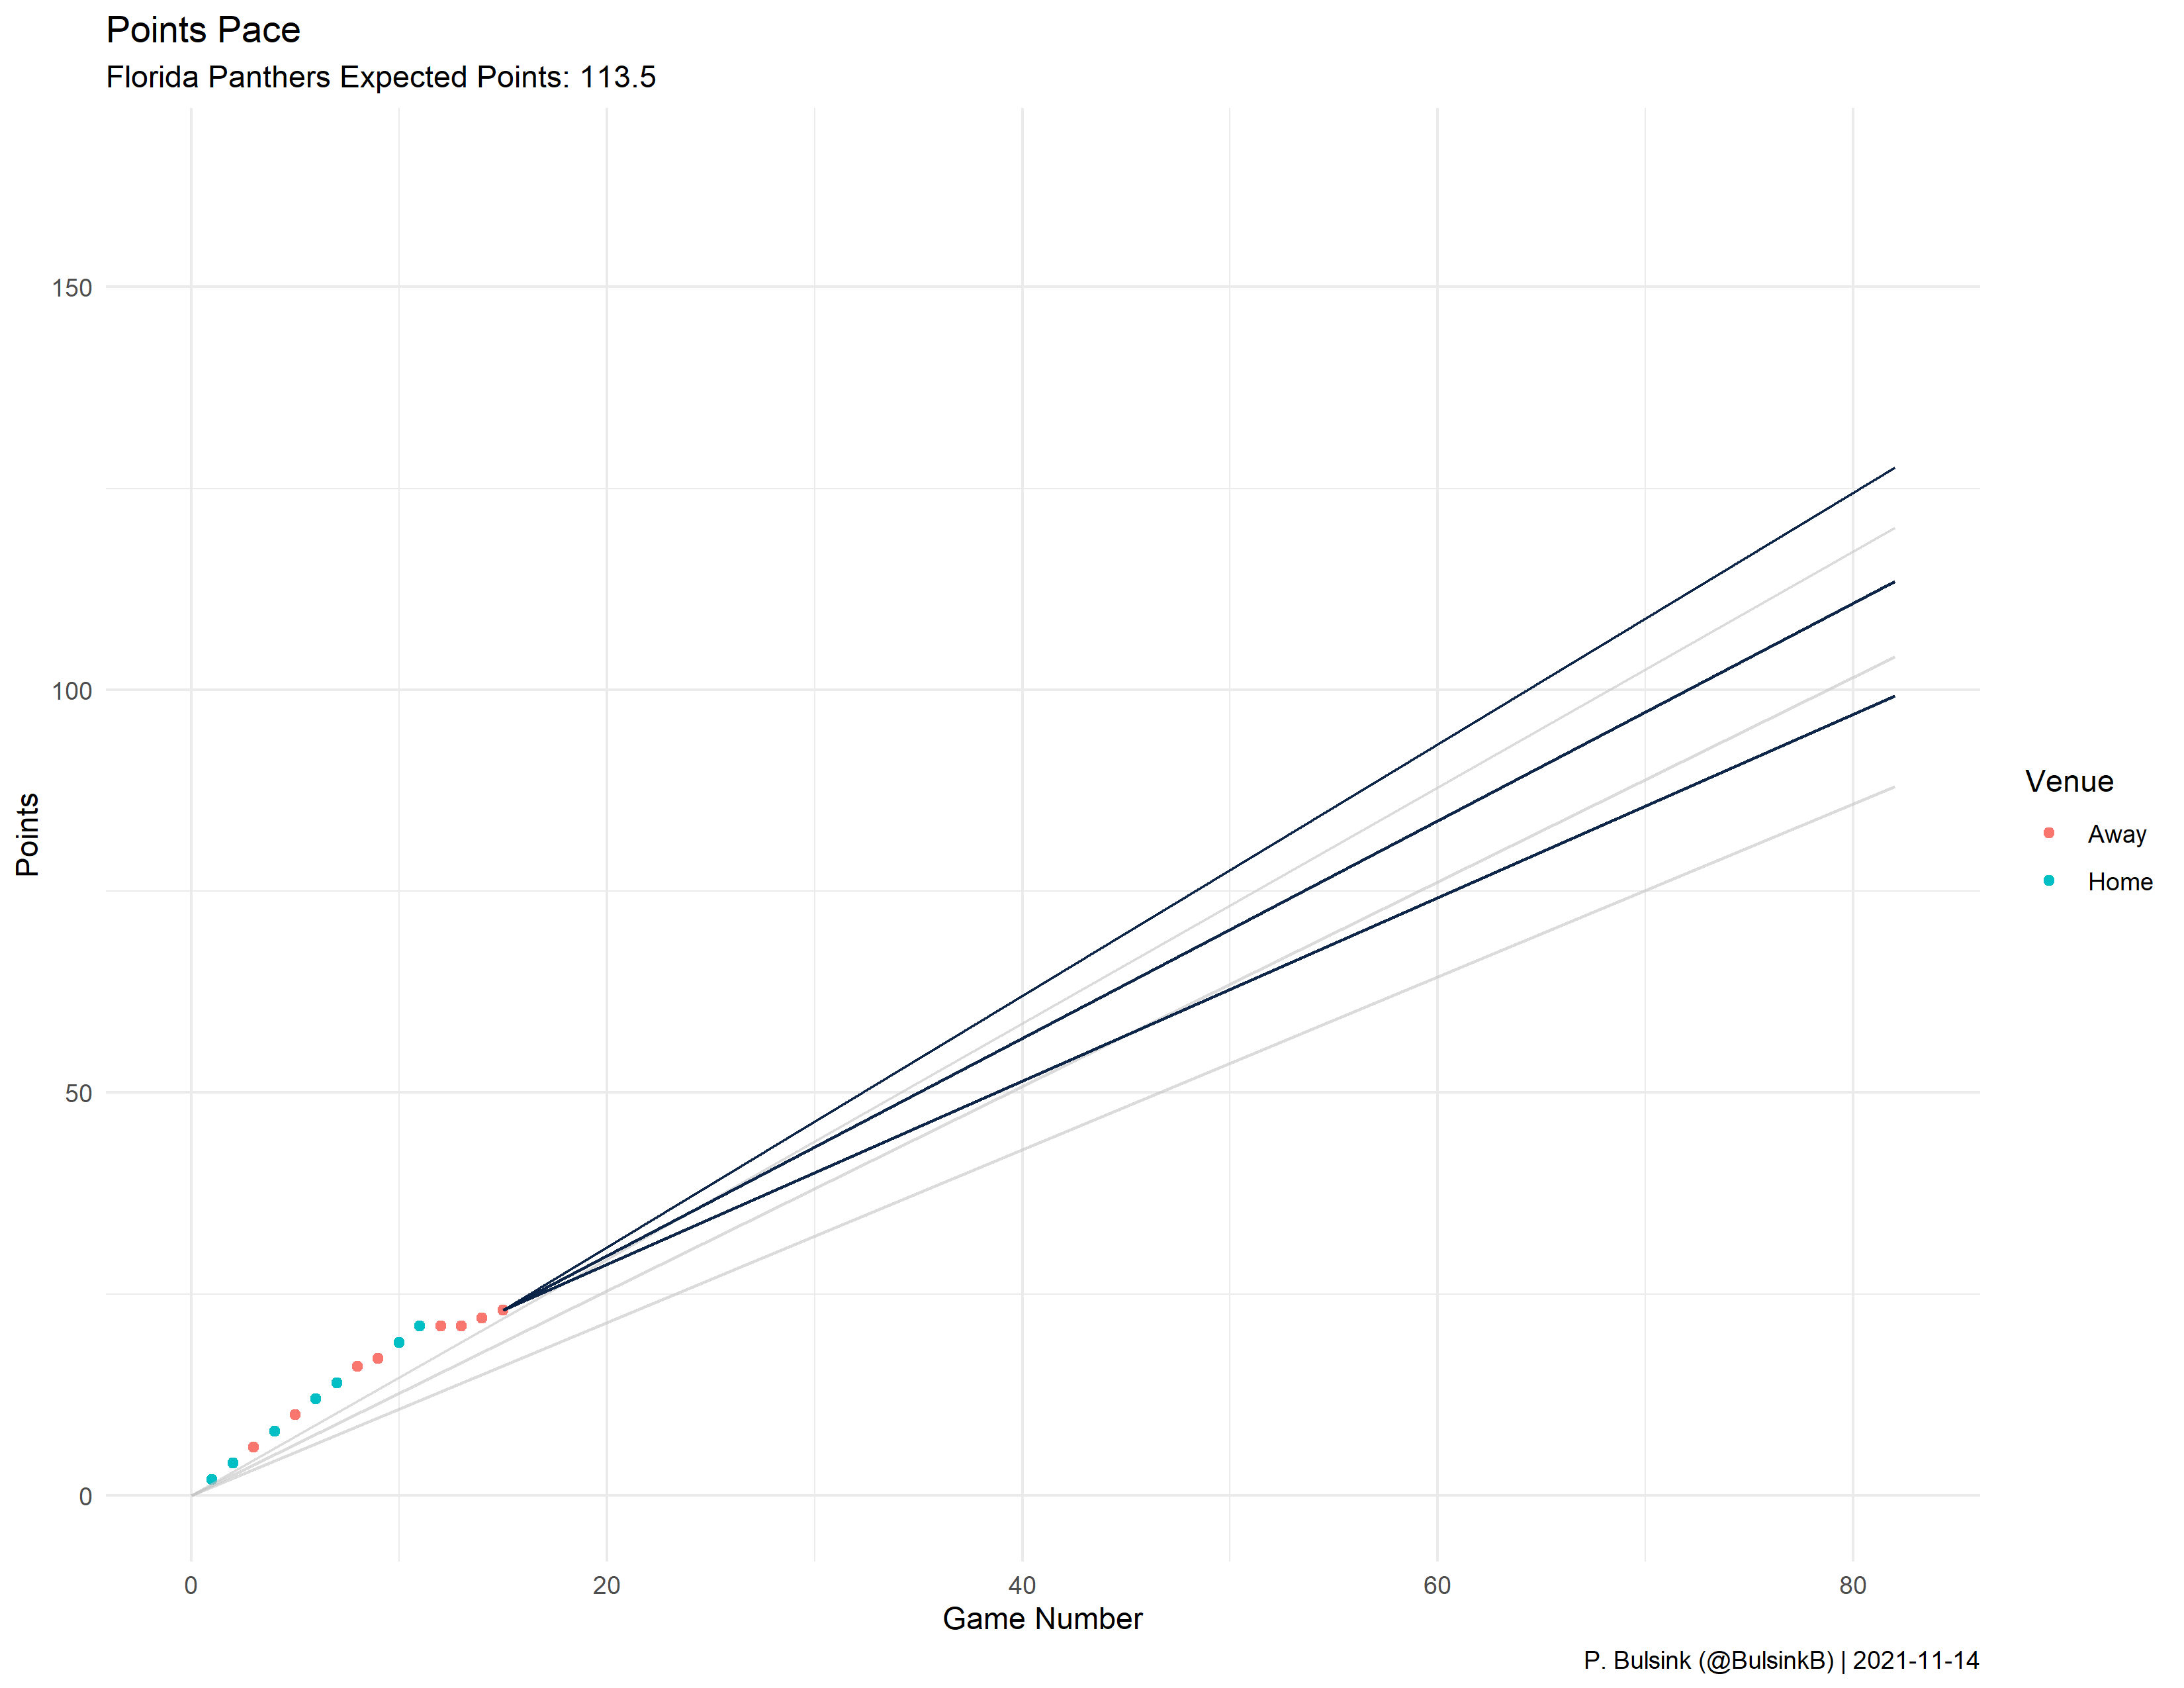 Points Pace
Florida Panthers Expected Points: 113.5
150
100
50
0
Points
0 20 40 60 80
Game Number
Venue
Away
Home
P. Bulsink (@BulsinkB) | 2021-11-14